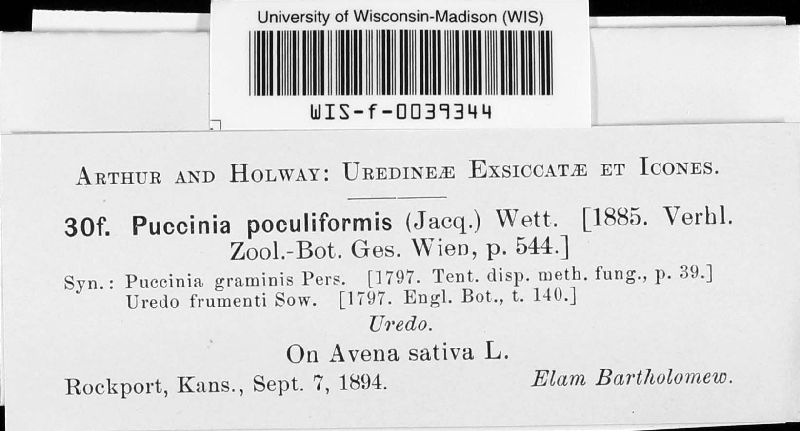 University of Wisconsin-Madison (WIS)
WIS-f-0039344
ARTHUR AND HOLWAY: UREDINEÆ EXSICCATÆ ET ICONES.
30f. Puccinia poculiformis (Jacq.) Wett. [1885. Verhl.
Zool.-Bot. Ges. Wien, p. 544.]
Syn.: Puccinia graminis Pers. [1797. Tent. disp. meth. fung., p. 39.]
Uredo frumenti Sow. [1797. Engl. Bot., t. 140.]
Uredo.
On Avena sativa L.
Rockport, Kans., Sept. 7, 1894. Elam Bartholomew.